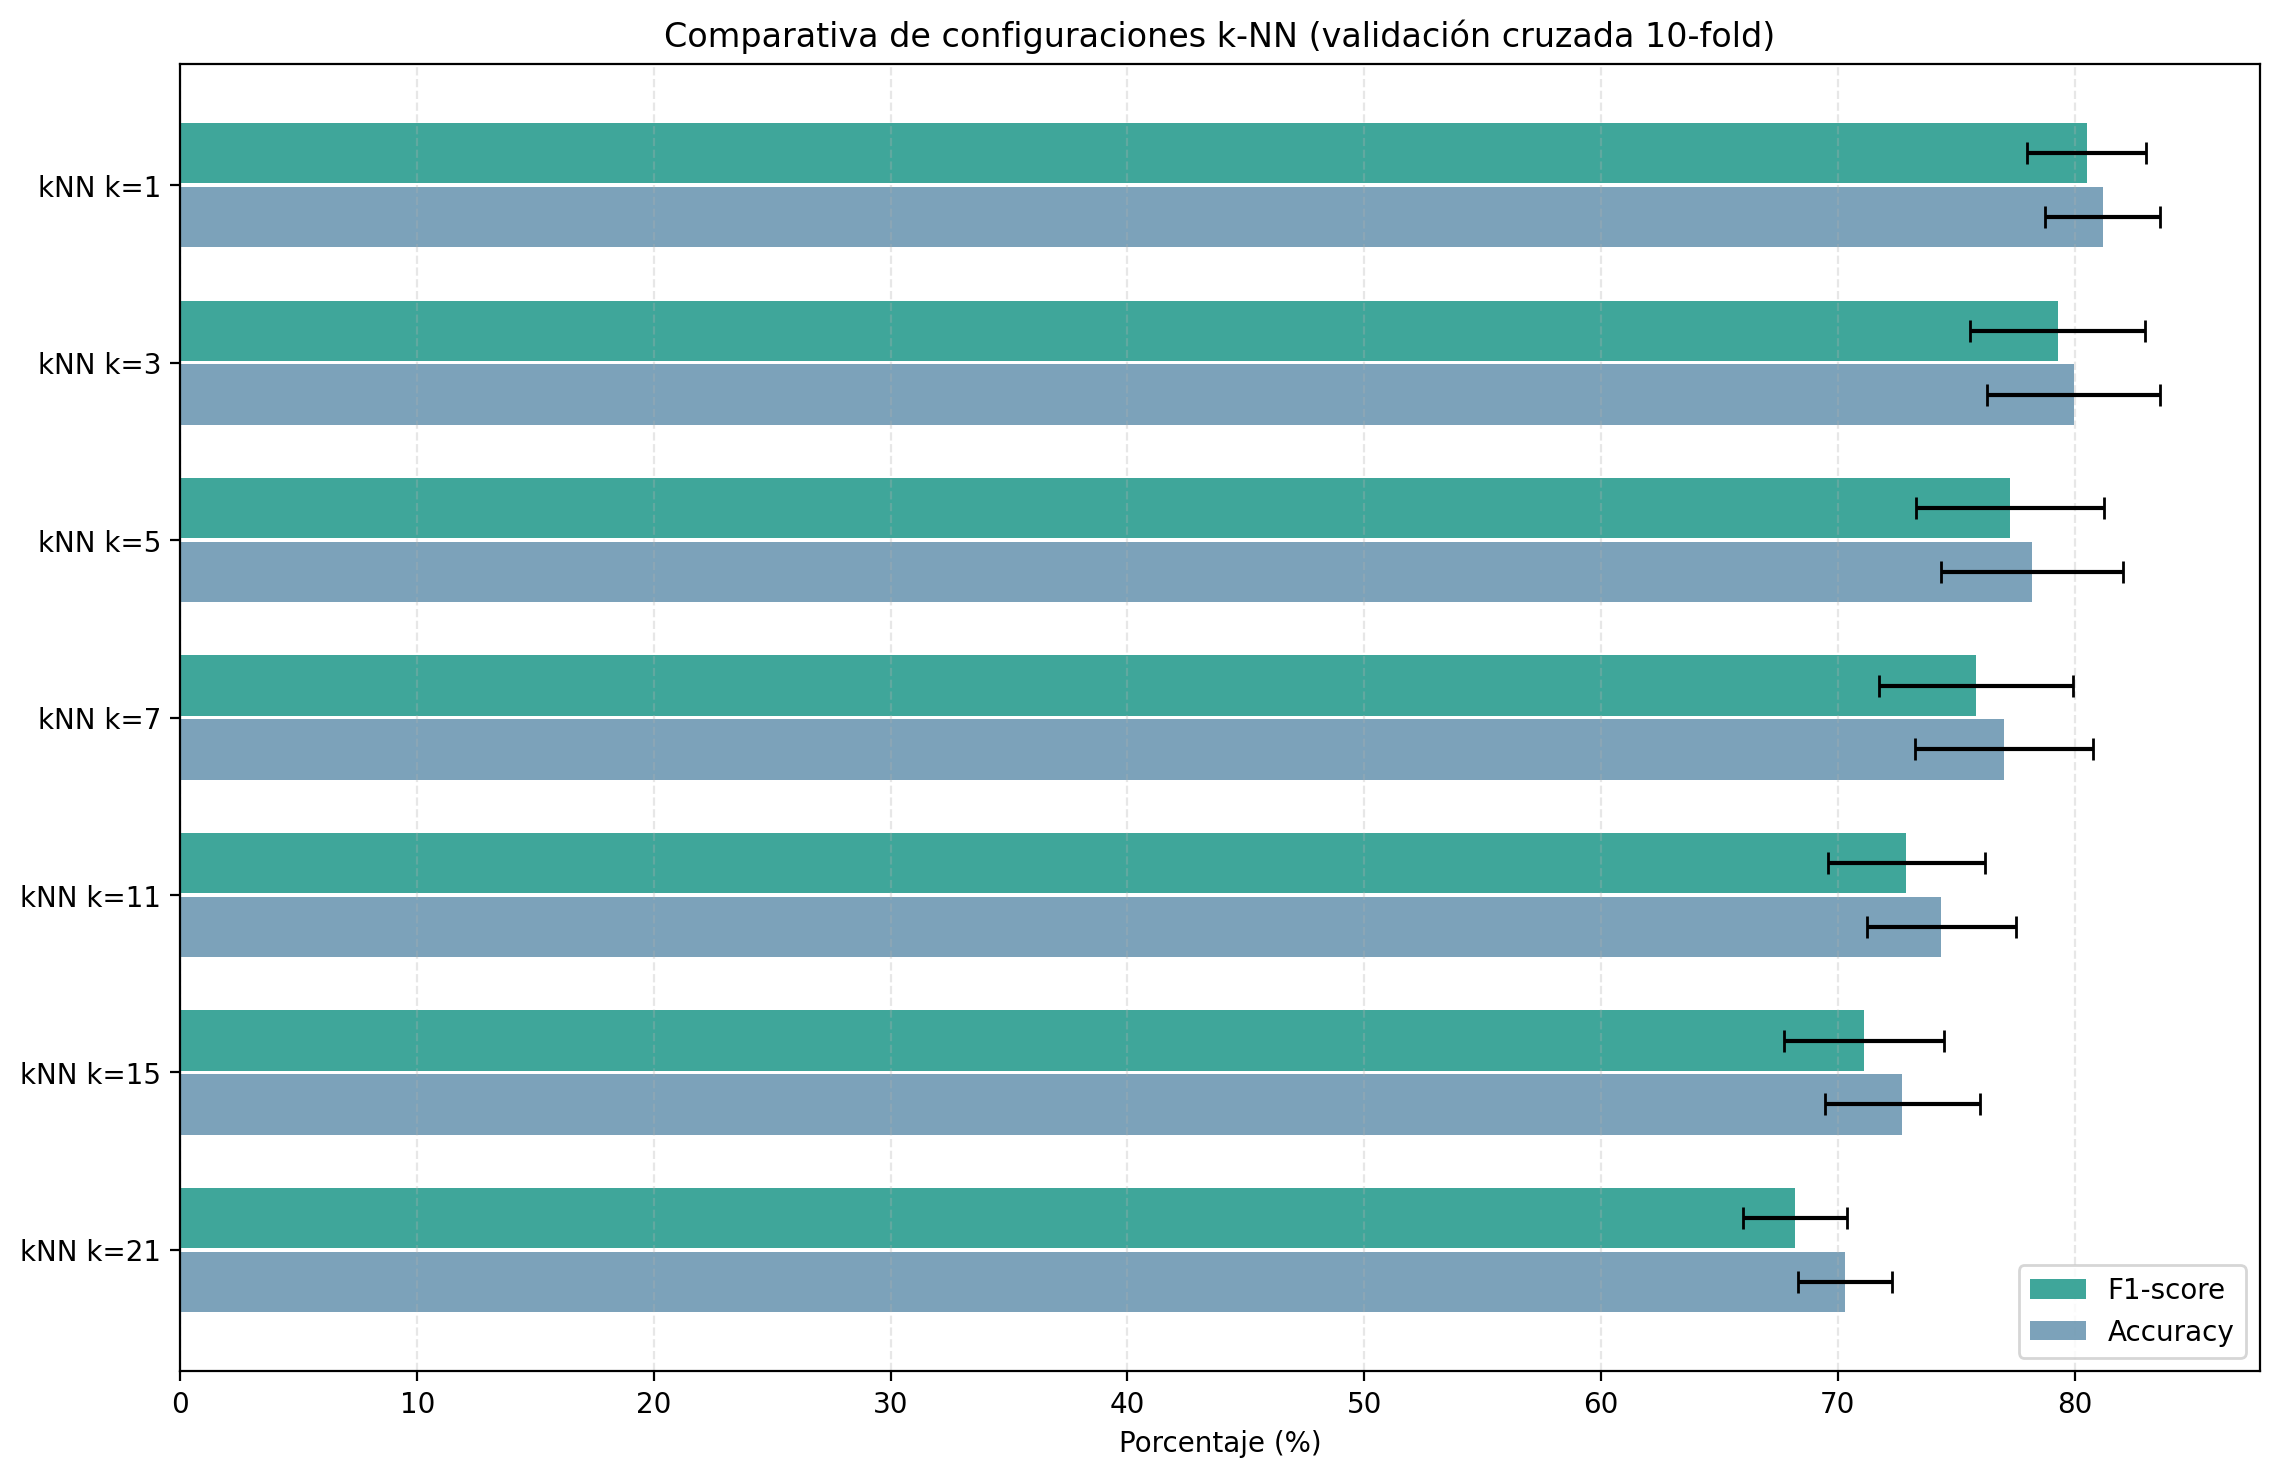 Comparativa de configuraciones k-NN (validación cruzada 10-fold)
kNN k=1
kNN k=3
kNN k=5
kNN k=7
kNN k=11
kNN k=15
kNN k=21
F1-score
Accuracy
0 10 20 30 40 50 60 70 80
Porcentaje (%)